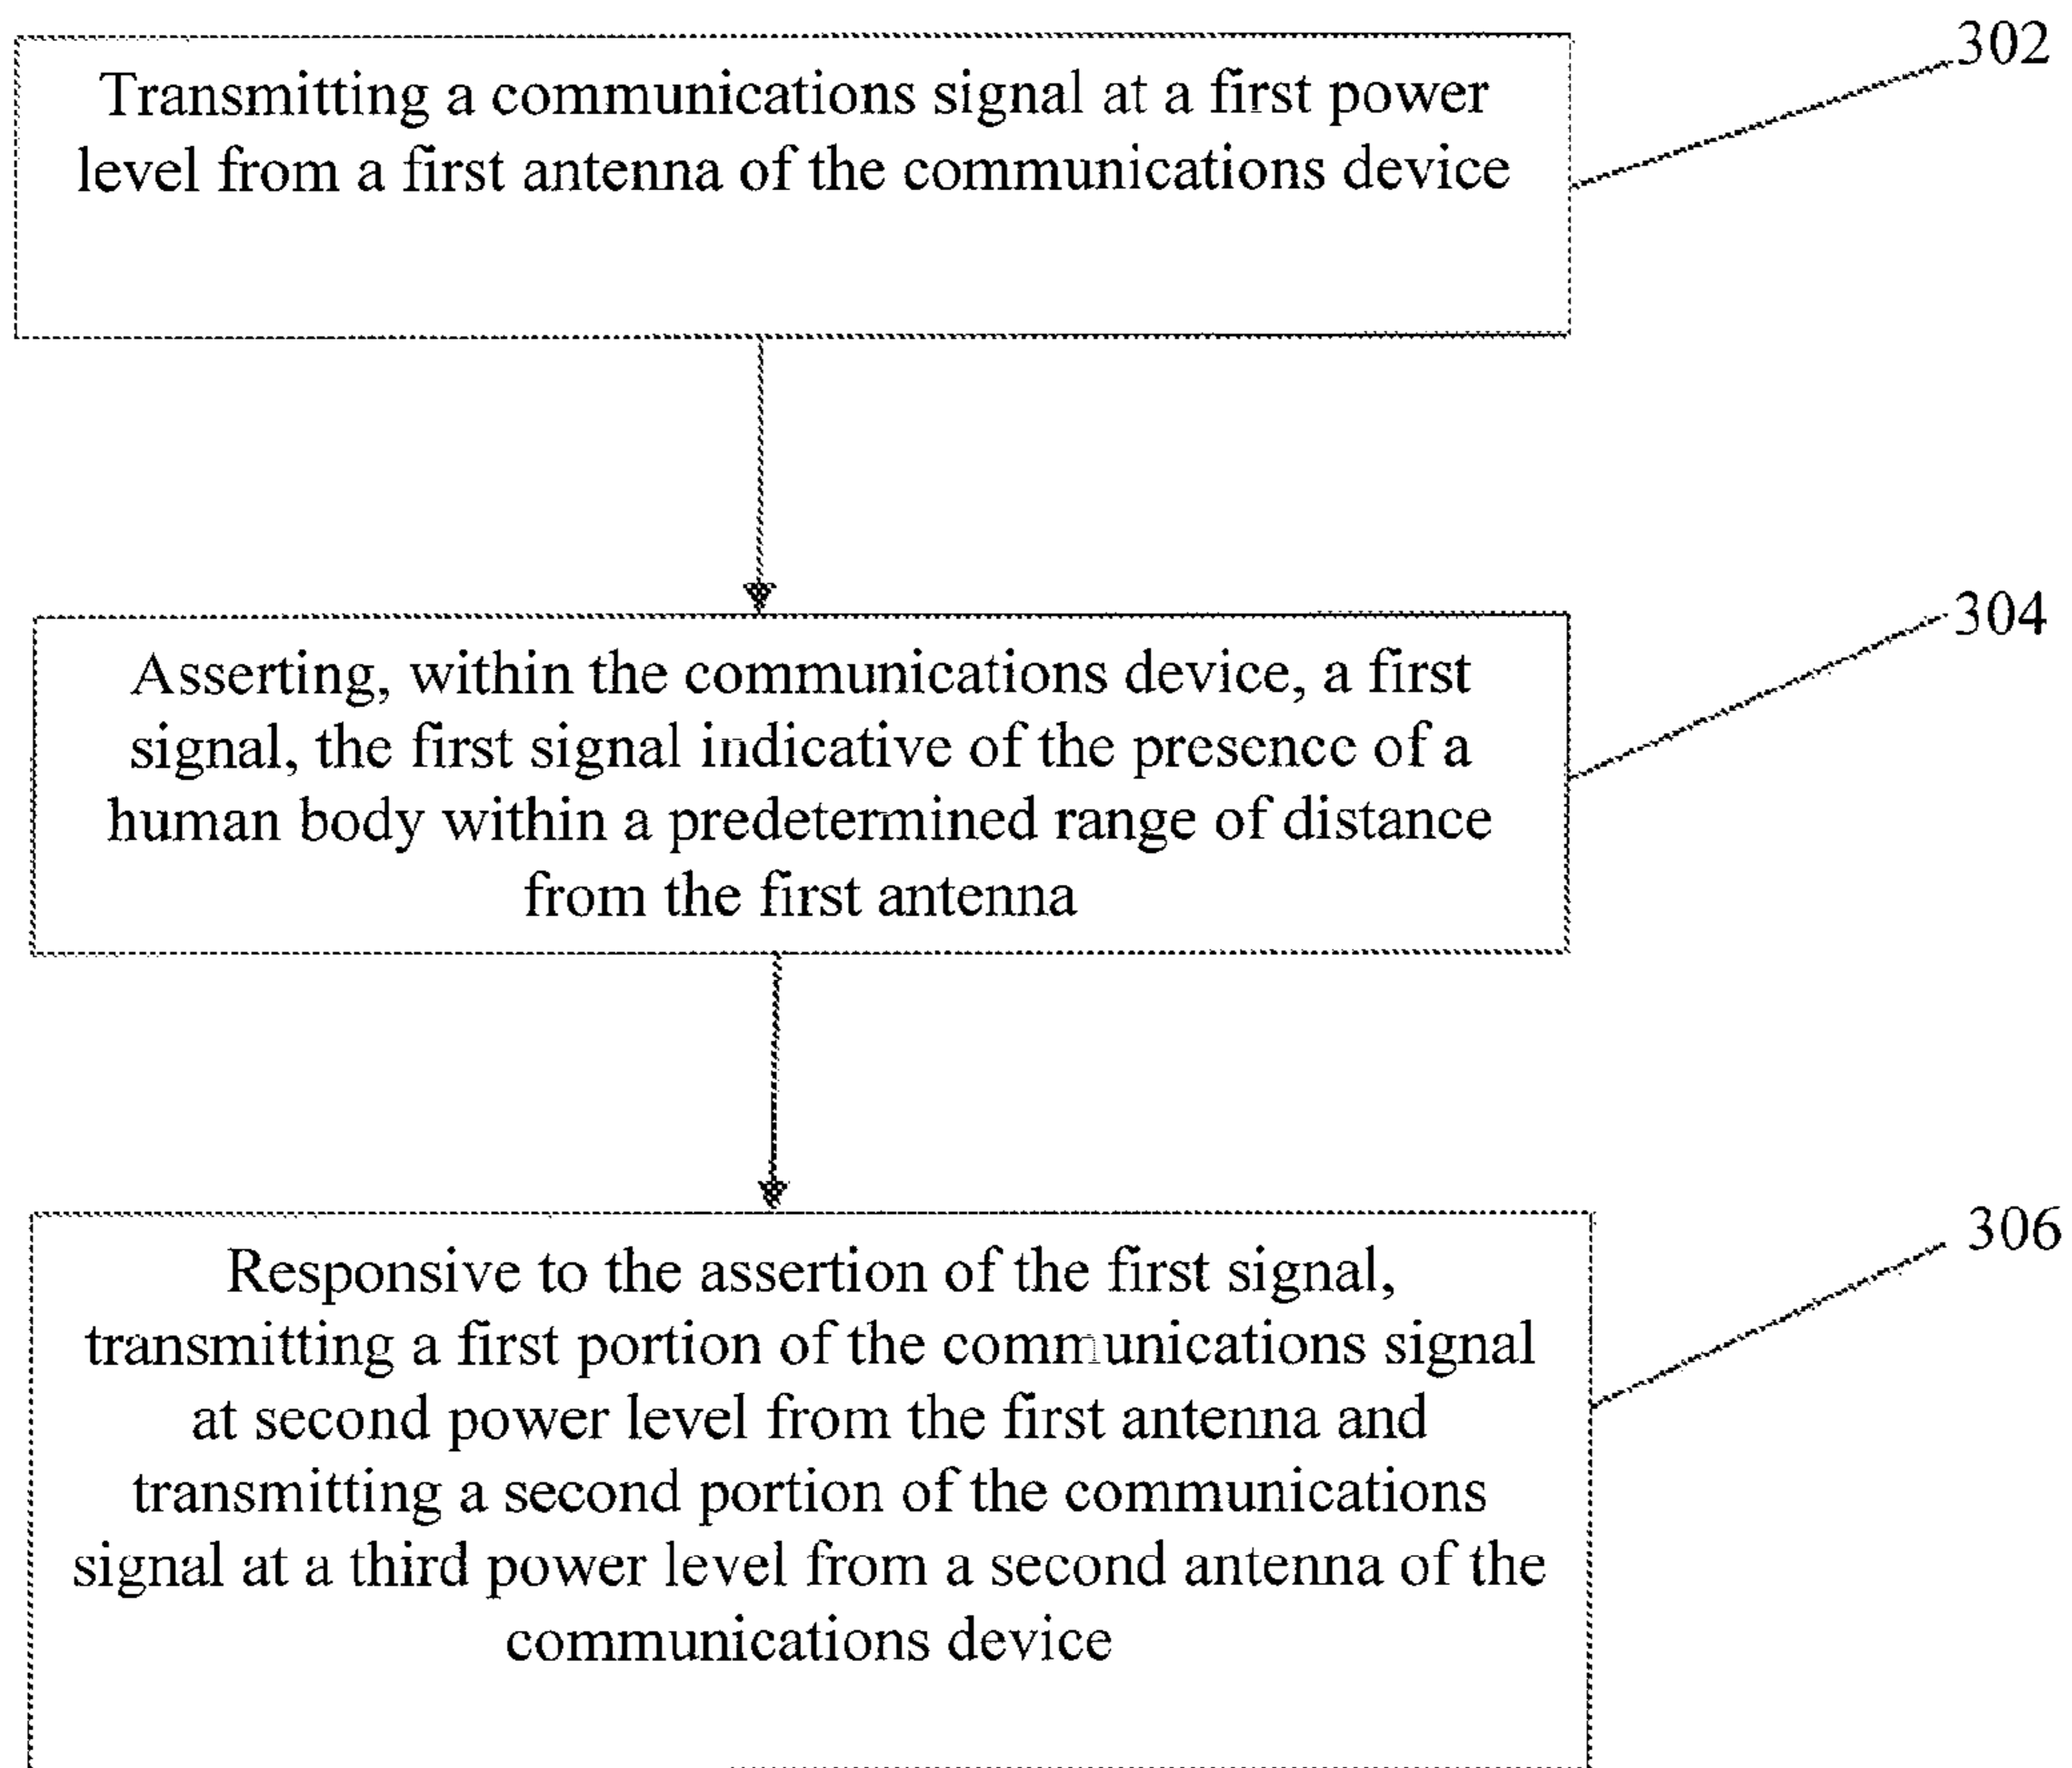 302
Transmitting a communications signal at a first power
level from a first antenna of the communications device
304
Asserting, within the communications device, a first
signal, the first signal indicative of the presence of a
human body within a predetermined range of distance
from the first antenna
306
Responsive to the assertion of the first signal,
transmitting a first portion of the communications signal
at second power level from the first antenna and
transmitting a second portion of the communications
signal at a third power level from a second antenna of the
communications device